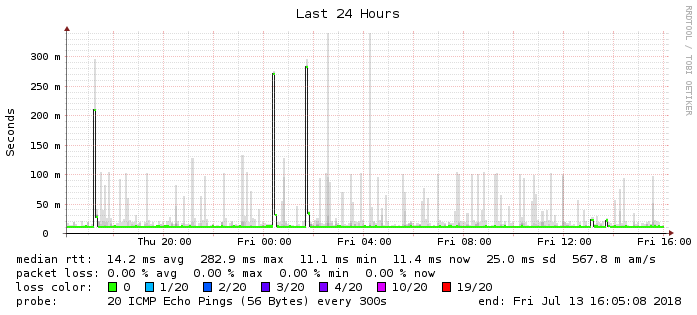 Last 24 Hours
RRDTOOL / TOBI OETIKER
Seconds
300 m
250 m
200 m
150 m
100 m
50 m
0
Thu 20:00 Fri 00:00 Fri 04:00 Fri 08:00 Fri 12:00 Fri 16:00
median rtt: 14.2 ms avg 282.9 ms max 11.1 ms min 11.4 ms now 25.0 ms sd 567.8 m am/s
packet loss: 0.00 % avg 0.00 % max 0.00 % min 0.00 % now
loss color: 0 1/20 2/20 3/20 4/20 10/20 19/20
probe: 20 ICMP Echo Pings (56 Bytes) every 300s end: Fri Jul 13 16:05:08 2018